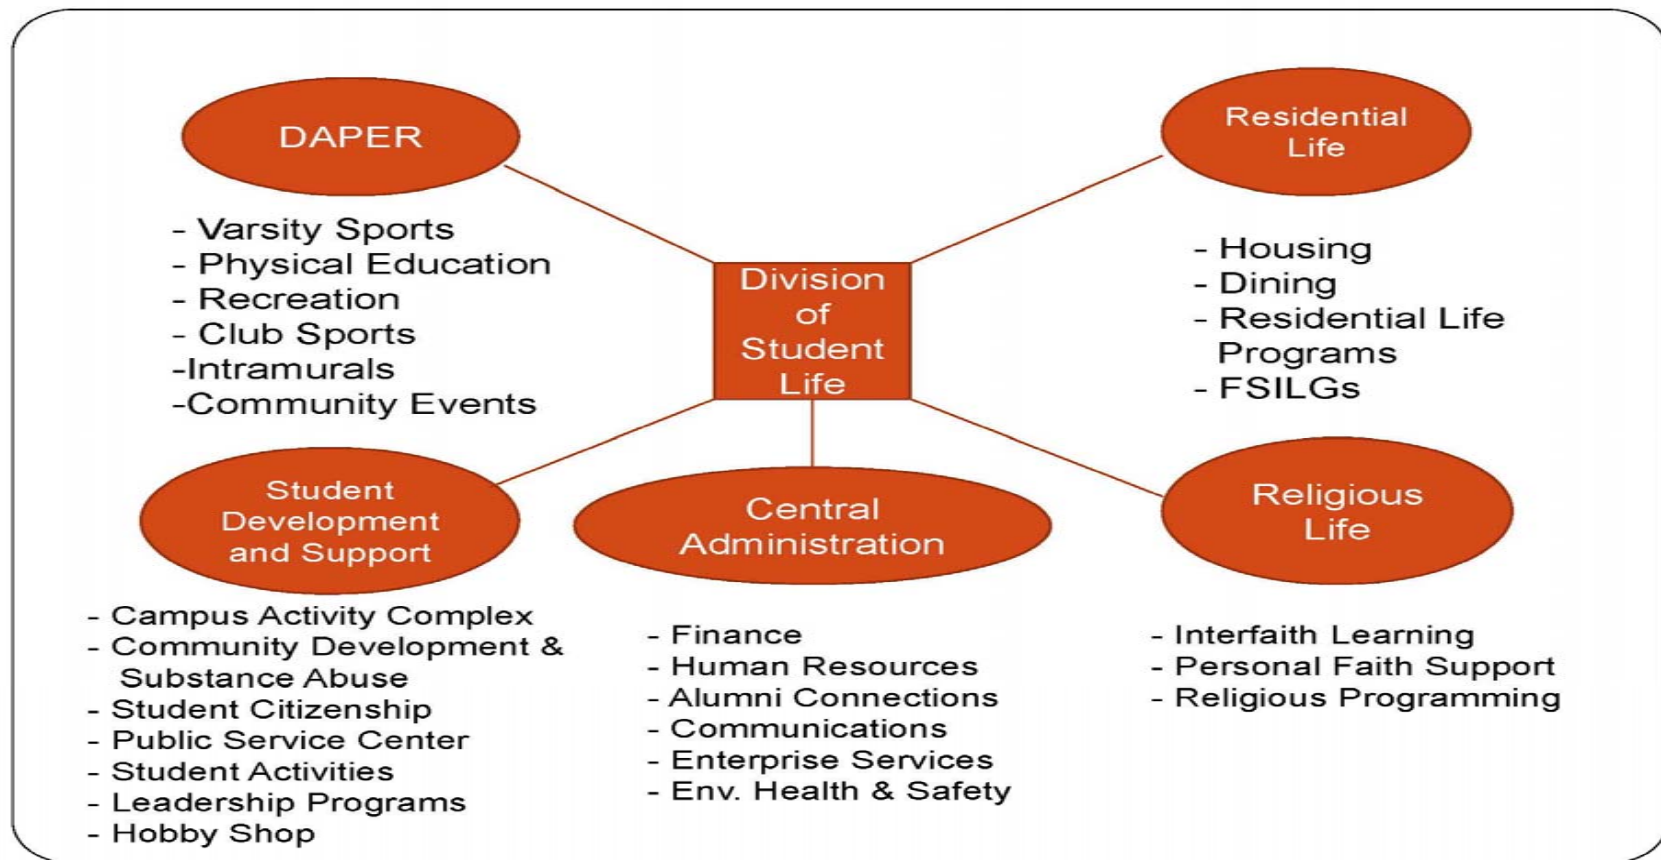 DAPER
- Varsity Sports
- Physical Education
- Recreation
- Club Sports
-Intramurals
-Community Events
Residential
Life
- Housing
- Dining
- Residential Life
Programs
- FSILGs
Division
of
Student
Life
Student
Development
and Support
- Campus Activity Complex
- Community Development &
Substance Abuse
- Student Citizenship
- Public Service Center
- Student Activities
- Leadership Programs
- Hobby Shop
Central
Administration
- Finance
- Human Resources
- Alumni Connections
- Communications
- Enterprise Services
- Env. Health & Safety
Religious
Life
- Interfaith Learning
- Personal Faith Support
- Religious Programming